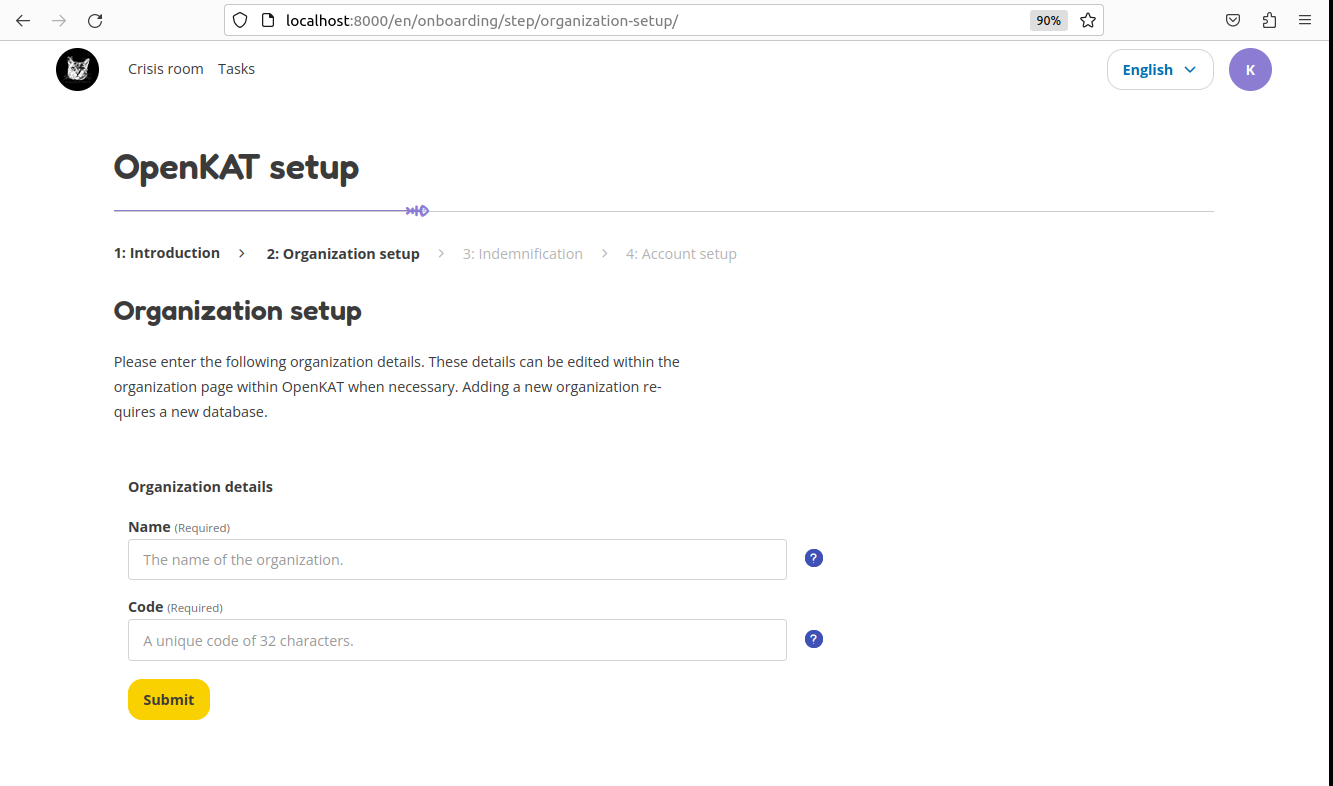 localhost:8000/en/onboarding/step/organization-setup/ 90%
Crisis room Tasks English K
OpenKAT setup
1: Introduction 2: Organization setup 3: Indemnification 4: Account setup
Organization setup
Please enter the following organization details. These details can be edited within the
organization page within OpenKAT when necessary. Adding a new organization re-
quires a new database.
Organization details
Name (Required)
The name of the organization. ?
Code (Required)
A unique code of 32 characters. ?
Submit